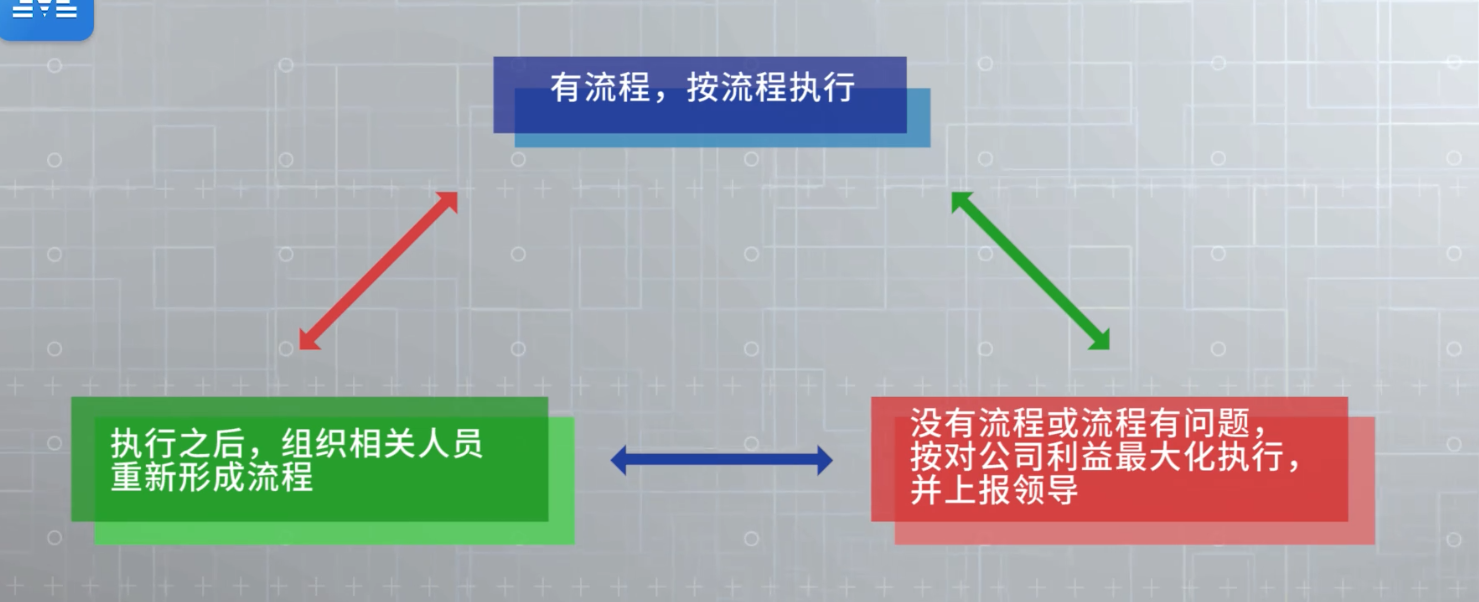 有流程，按流程执行
执行之后，组织相关人员
重新形成流程
没有流程或流程有问题，
按对公司利益最大化执行，
并上报领导